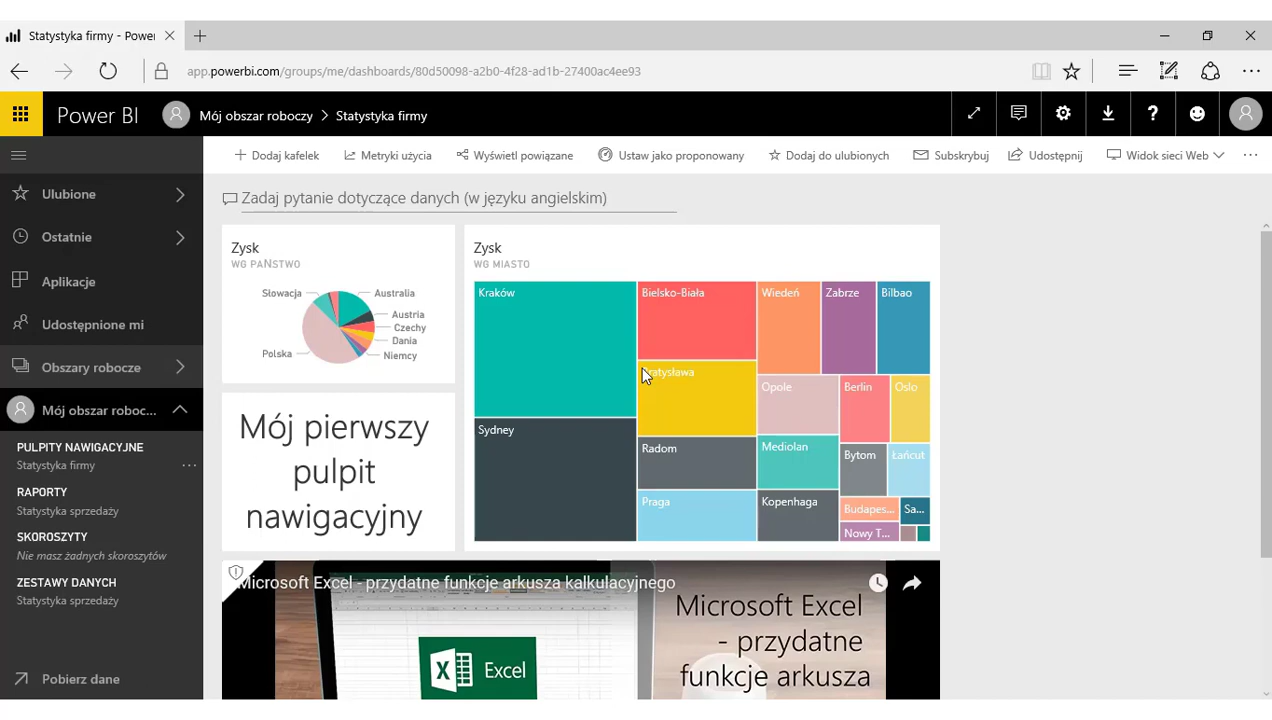 Statystyka firmy - Power
app.powerbi.com/groups/me/dashboards/80d50098-a2b0-4f28-ad1b-27400ac4ee93
Power BI
Mój obszar roboczy > Statystyka firmy
Dodaj kafelek
Metryki użycia
Wyświetl powiązane
Ustaw jako proponowany
Dodaj do ulubionych
Subskrybuj
Udostępnij
Widok sieci Web
Ulubione
Ostatnie
Aplikacje
Udostępnione mi
Obszary robocze
Mój obszar roboc...
PULPITY NAWIGACYJNE
Statystyka firmy
RAPORTY
Statystyka sprzedaży
SKOROSZYTY
Nie masz żadnych skoroszytów
ZESTAWY DANYCH
Statystyka sprzedaży
Pobierz dane
Zadaj pytanie dotyczące danych (w języku angielskim)
Zysk
WG PAŃSTWO
Słowacja
Australia
Austria
Czechy
Dania
Niemcy
Polska
Mój pierwszy
pulpit
nawigacyjny
Zysk
WG MIASTO
Kraków
Sydney
Bielsko-Biała
Bratysława
Radom
Praga
Wiedeń
Zabrze
Bilbao
Opole
Mediolan
Kopenhaga
Berlin
Oslo
Bytom
Łańcut
Budapes...
Sa...
Nowy T...
Microsoft Excel - przydatne funkcje arkusza kalkulacyjnego
Excel
Microsoft Excel
- przydatne
funkcje arkusza